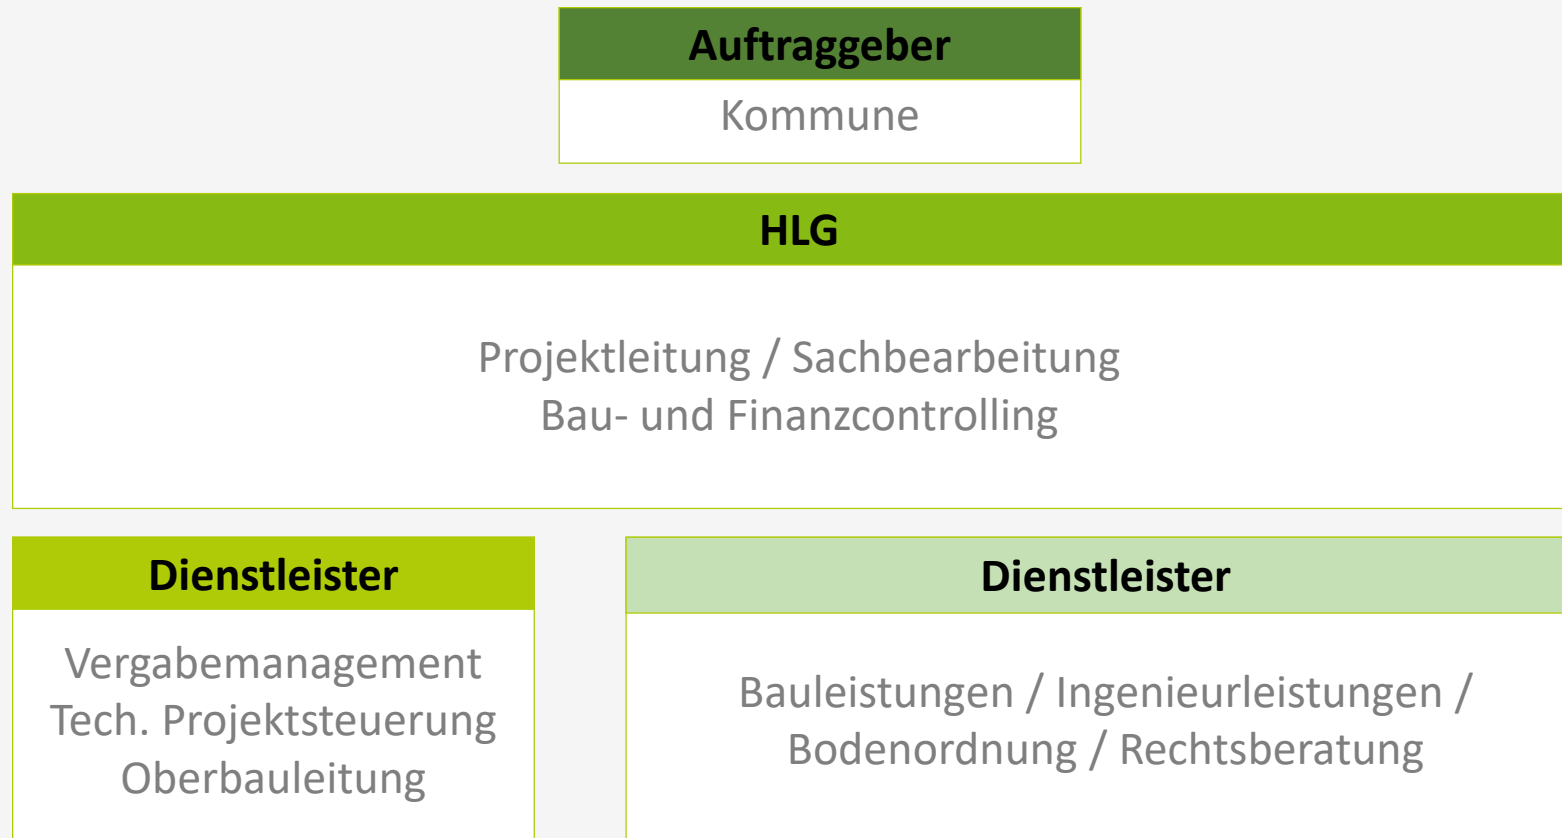 Auftraggeber
Kommune
HLG
Projektleitung / Sachbearbeitung
Bau- und Finanzcontrolling
Dienstleister
Vergabemanagement
Tech. Projektsteuerung
Oberbauleitung
Dienstleister
Bauleistungen / Ingenieurleistungen /
Bodenordnung / Rechtsberatung